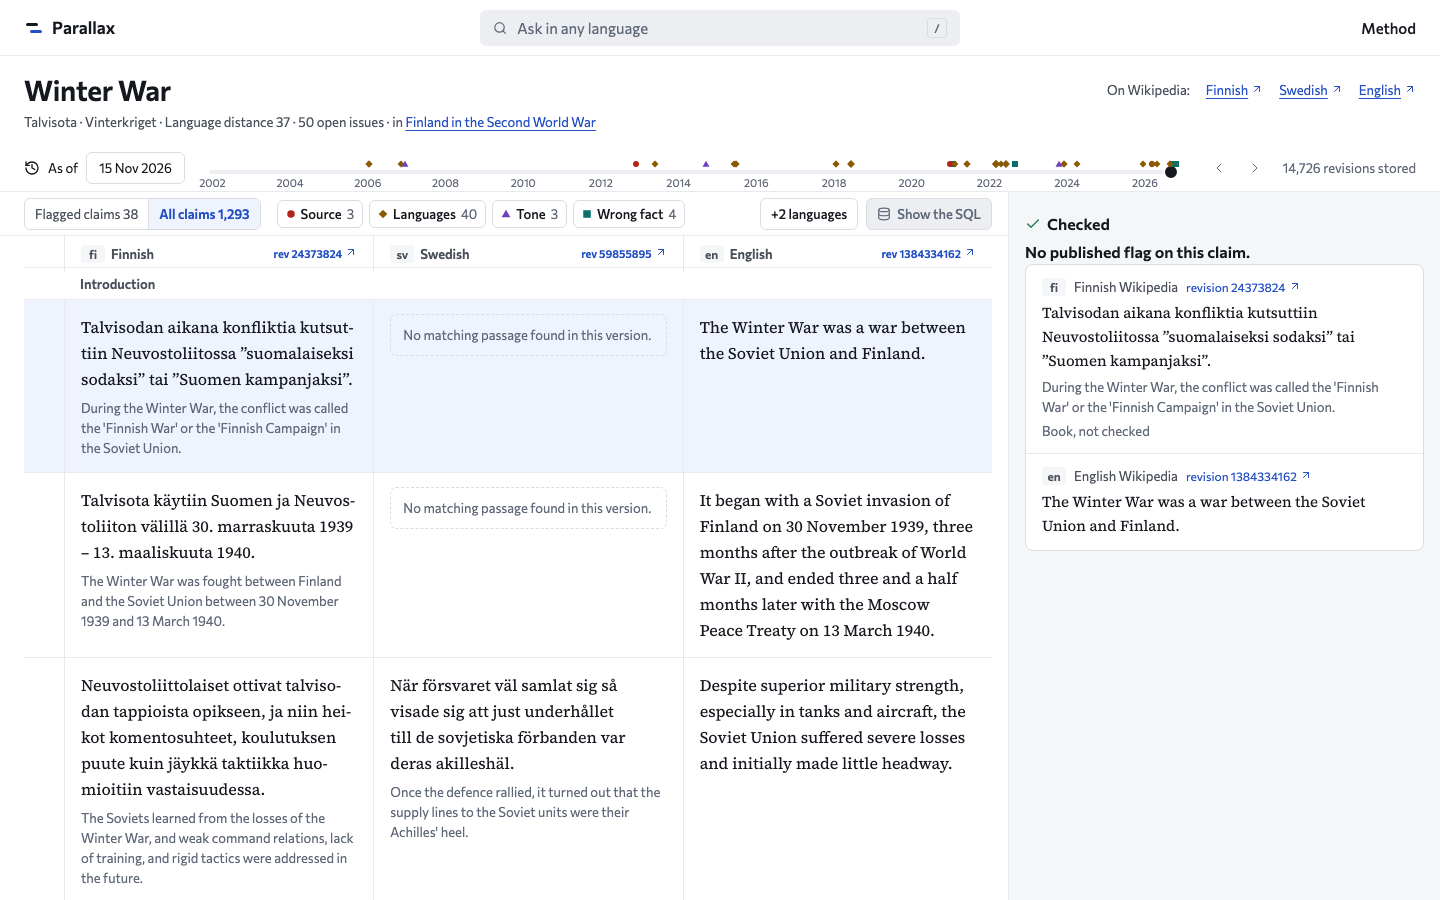 Parallax
Ask in any language
/
Method
Winter War
On Wikipedia: Finnish Swedish English
Talvisota · Vinterkriget · Language distance 37 · 50 open issues · in Finland in the Second World War
As of 15 Nov 2026
2002 2004 2006 2008 2010 2012 2014 2016 2018 2020 2022 2024 2026
14,726 revisions stored
Flagged claims 38
All claims 1,293
Source 3
Languages 40
Tone 3
Wrong fact 4
+2 languages
Show the SQL
fi Finnish rev 24373824
sv Swedish rev 59855895
en English rev 1384334162
Introduction
Talvisodan aikana konfliktia kutsut-
tiin Neuvostoliitossa ”suomalaiseksi
sodaksi” tai ”Suomen kampanjaksi”.
During the Winter War, the conflict was called
the 'Finnish War' or the 'Finnish Campaign' in
the Soviet Union.
No matching passage found in this version.
The Winter War was a war between
the Soviet Union and Finland.
Talvisota käytiin Suomen ja Neuvos-
toliiton välillä 30. marraskuuta 1939
– 13. maaliskuuta 1940.
The Winter War was fought between Finland
and the Soviet Union between 30 November
1939 and 13 March 1940.
No matching passage found in this version.
It began with a Soviet invasion of
Finland on 30 November 1939, three
months after the outbreak of World
War II, and ended three and a half
months later with the Moscow
Peace Treaty on 13 March 1940.
Neuvostoliittolaiset ottivat talviso-
dan tappioista opikseen, ja niin hei-
kot komentosuhteet, koulutuksen
puute kuin jäykkä taktiikka huo-
mioitiin vastaisuudessa.
The Soviets learned from the losses of the
Winter War, and weak command relations, lack
of training, and rigid tactics were addressed in
the future.
När försvaret väl samlat sig så
visade sig att just underhållet
till de sovjetiska förbanden var
deras akilleshäl.
Once the defence rallied, it turned out that the
supply lines to the Soviet units were their
Achilles' heel.
Despite superior military strength,
especially in tanks and aircraft, the
Soviet Union suffered severe losses
and initially made little headway.
Checked
No published flag on this claim.
fi Finnish Wikipedia revision 24373824
Talvisodan aikana konfliktia kutsuttiin
Neuvostoliitossa ”suomalaiseksi sodaksi” tai
”Suomen kampanjaksi”.
During the Winter War, the conflict was called the 'Finnish
War' or the 'Finnish Campaign' in the Soviet Union.
Book, not checked
en English Wikipedia revision 1384334162
The Winter War was a war between the Soviet
Union and Finland.